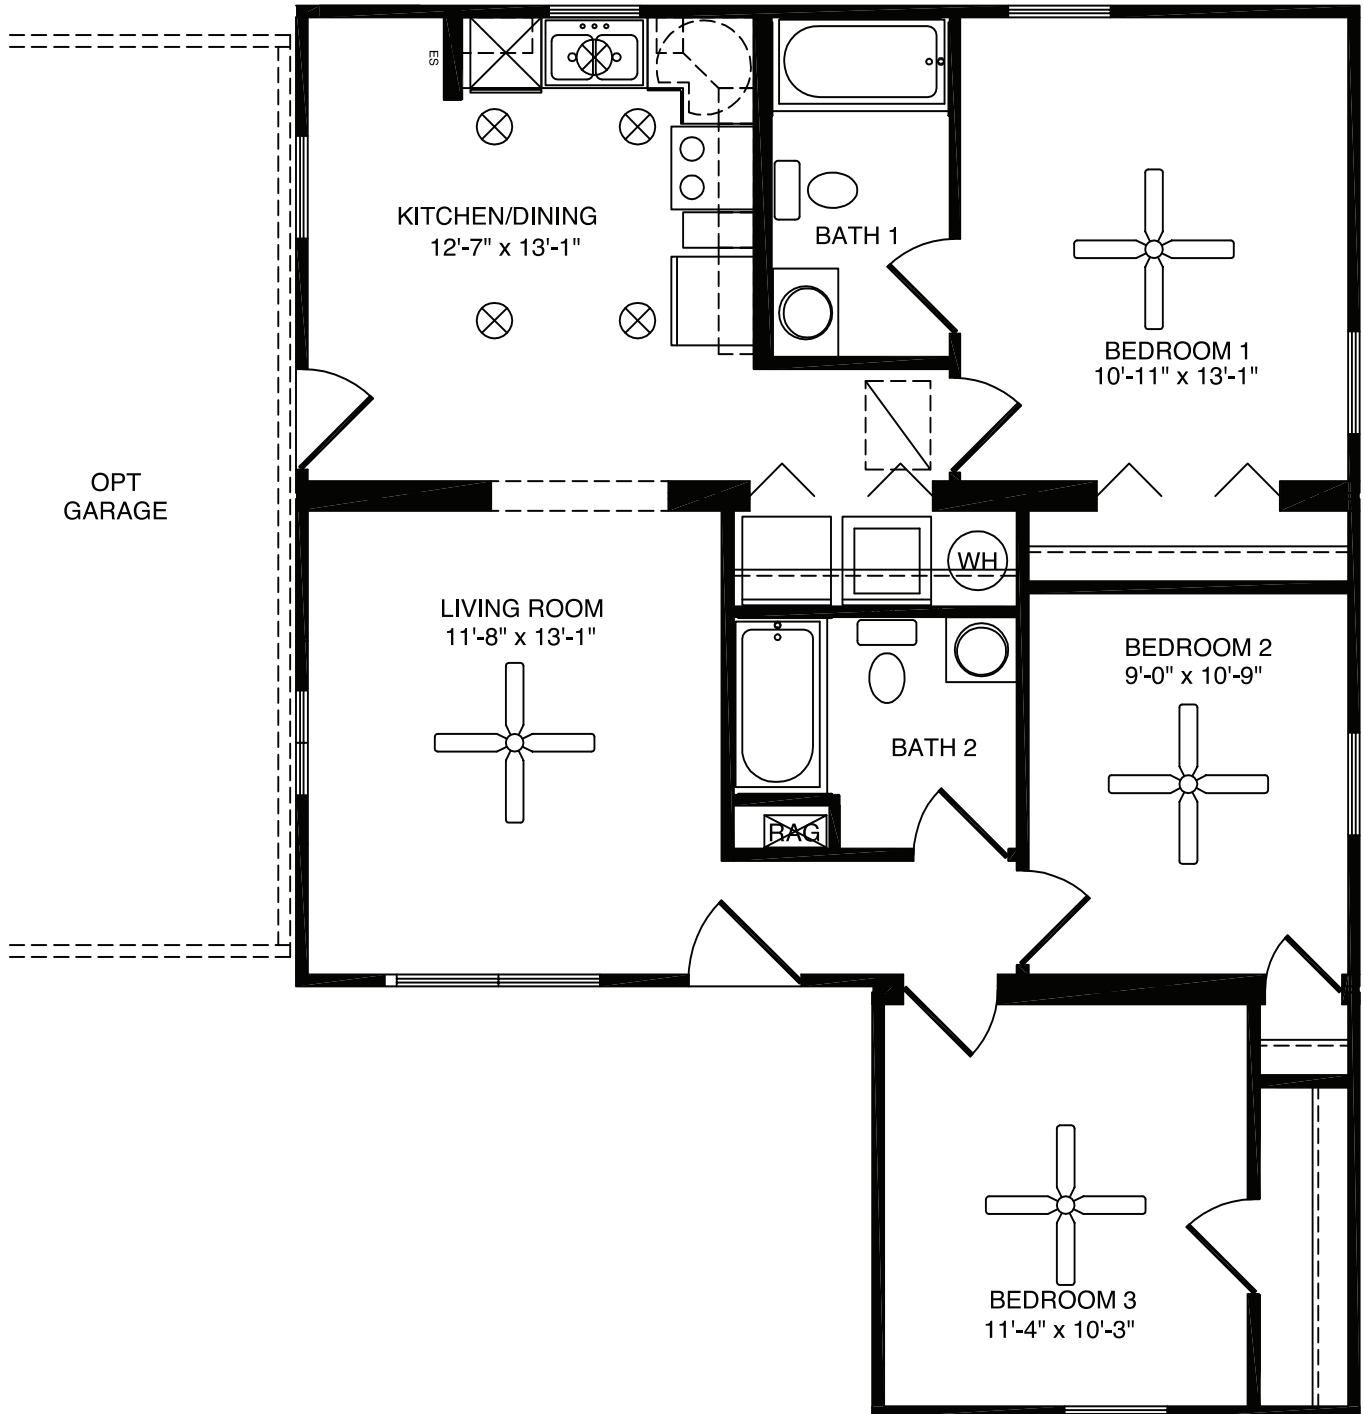 ES
KITCHEN/DINING
12'-7" x 13'-1"
BATH 1
BEDROOM 1
10'-11" x 13'-1"
OPT
GARAGE
WH
LIVING ROOM
11'-8" x 13'-1"
BEDROOM 2
9'-0" x 10'-9"
BATH 2
RAG
BEDROOM 3
11'-4" x 10'-3"